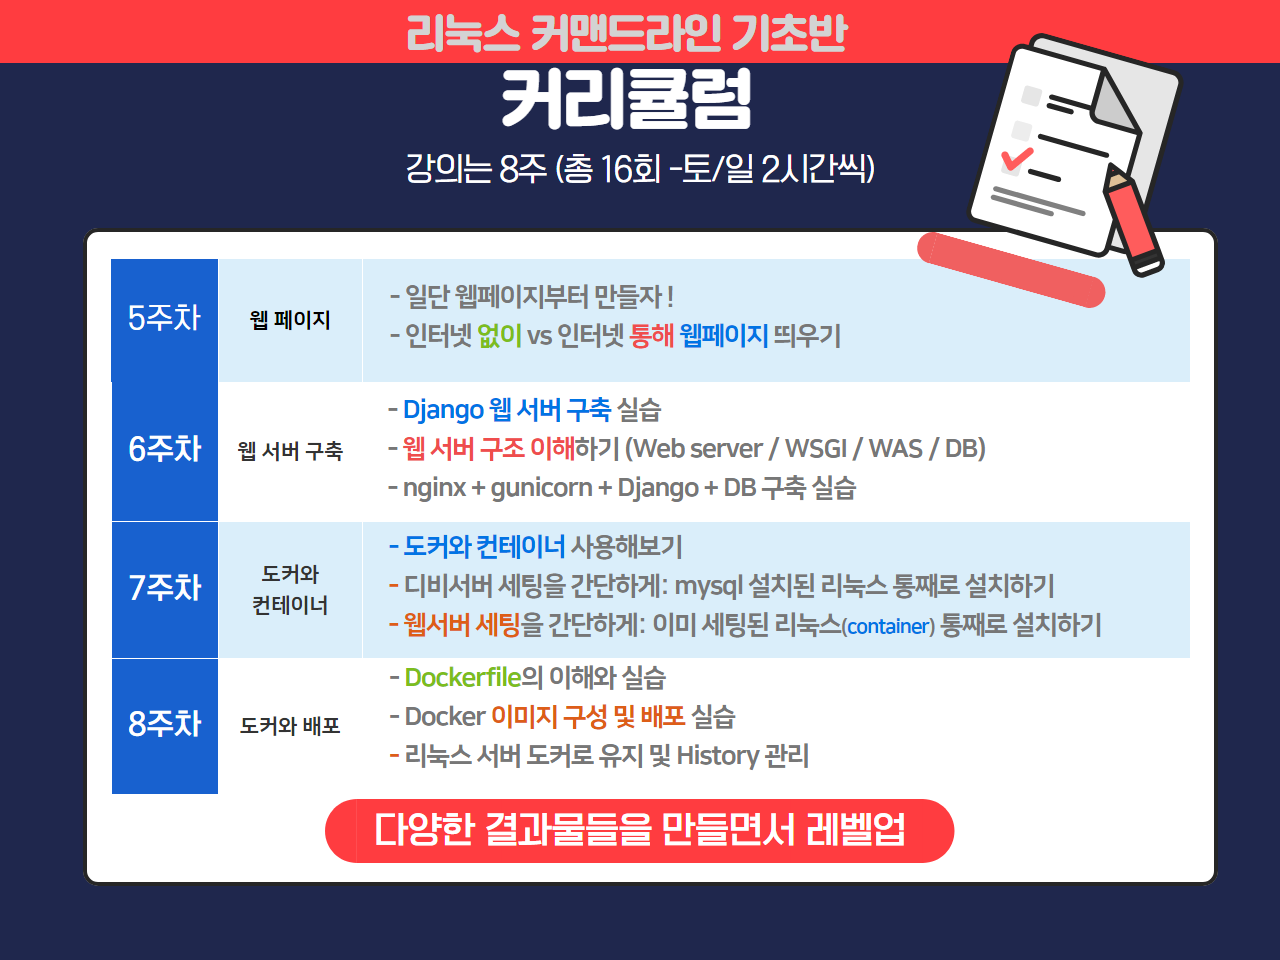 리눅스 커맨드라인 기초반
커리큘럼
강의는 8주 (총 16회 -토/일 2시간씩)
5주차
웹 페이지
- 일단 웹페이지부터 만들자 !
- 인터넷 없이 vs 인터넷 통해 웹페이지 띄우기
6주차
웹 서버 구축
- Django 웹 서버 구축 실습
- 웹 서버 구조 이해하기 (Web server / WSGI / WAS / DB)
- nginx + gunicorn + Django + DB 구축 실습
7주차
도커와
컨테이너
- 도커와 컨테이너 사용해보기
- 디비서버 세팅을 간단하게: mysql 설치된 리눅스 통째로 설치하기
- 웹서버 세팅을 간단하게: 이미 세팅된 리눅스(container) 통째로 설치하기
8주차
도커와 배포
- Dockerfile의 이해와 실습
- Docker 이미지 구성 및 배포 실습
- 리눅스 서버 도커로 유지 및 History 관리
다양한 결과물들을 만들면서 레벨업